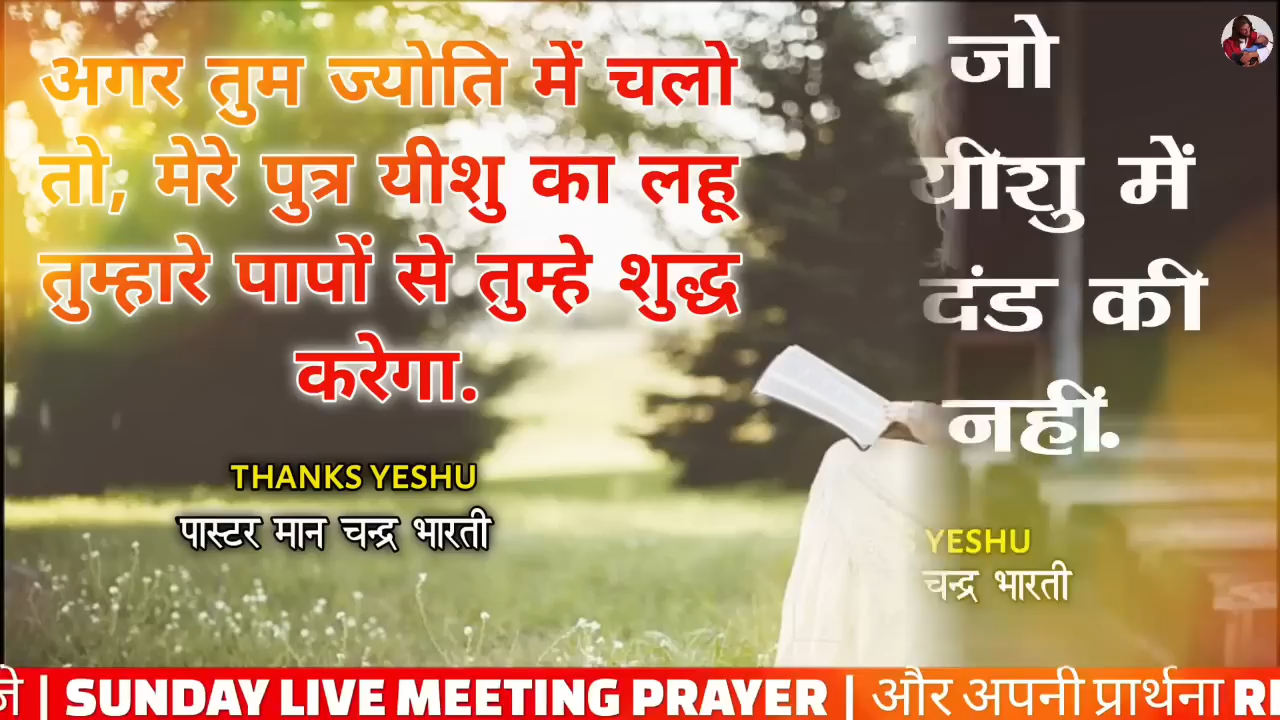 अगर तुम ज्योति में चलो
तो, मेरे पुत्र यीशु का लहू
तुम्हारे पापों से तुम्हे शुद्ध
करेगा.
THANKS YESHU
पास्टर मान चन्द्र भारती
जो
यीशु में
दंड की
नहीं.
YESHU
चन्द्र भारती
| SUNDAY LIVE MEETING PRAYER | और अपनी प्रार्थना